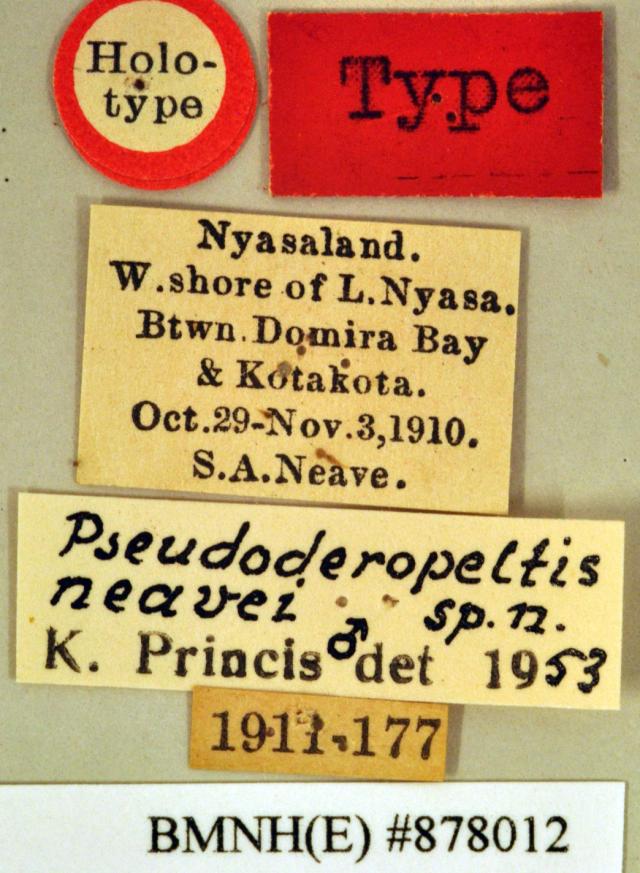 Holo-
type
Type
Nyasaland.
W.shore of L.Nyasa.
Btwn.Domira Bay
& Kotakota.
Oct.29-Nov.3,1910.
S.A.Neave.
Pseudoderopeltis
neavei sp.n.
K. Princis ♂ det 1953
1911-177
BMNH(E) #878012